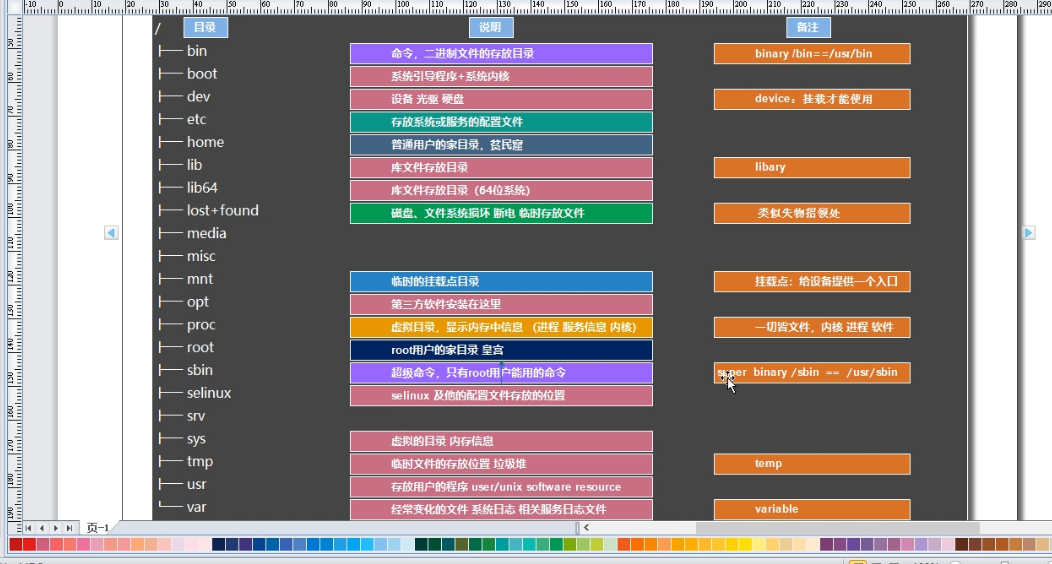 / 目录 说明 备注
bin 命令，二进制文件的存放目录 binary /bin==/usr/bin
boot 系统引导程序+系统内核
dev 设备 光驱 硬盘 device：挂载才能使用
etc 存放系统或服务的配置文件
home 普通用户的家目录，贫民窟
lib 库文件存放目录 libary
lib64 库文件存放目录（64位系统）
lost+found 磁盘、文件系统损坏 断电 临时存放文件 类似失物招领处
media
misc
mnt 临时的挂载点目录 挂载点：给设备提供一个入口
opt 第三方软件安装在这里
proc 虚拟目录，显示内存中信息 （进程 服务信息 内核） 一切皆文件，内核 进程 软件
root root用户的家目录 皇宫
sbin 超级命令，只有root用户能用的命令 super binary /sbin == /usr/sbin
selinux selinux 及他的配置文件存放的位置
srv
sys 虚拟的目录 内存信息
tmp 临时文件的存放位置 垃圾堆 temp
usr 存放用户的程序 user/unix software resource
var 经常变化的文件 系统日志 相关服务日志文件 variable
页-1